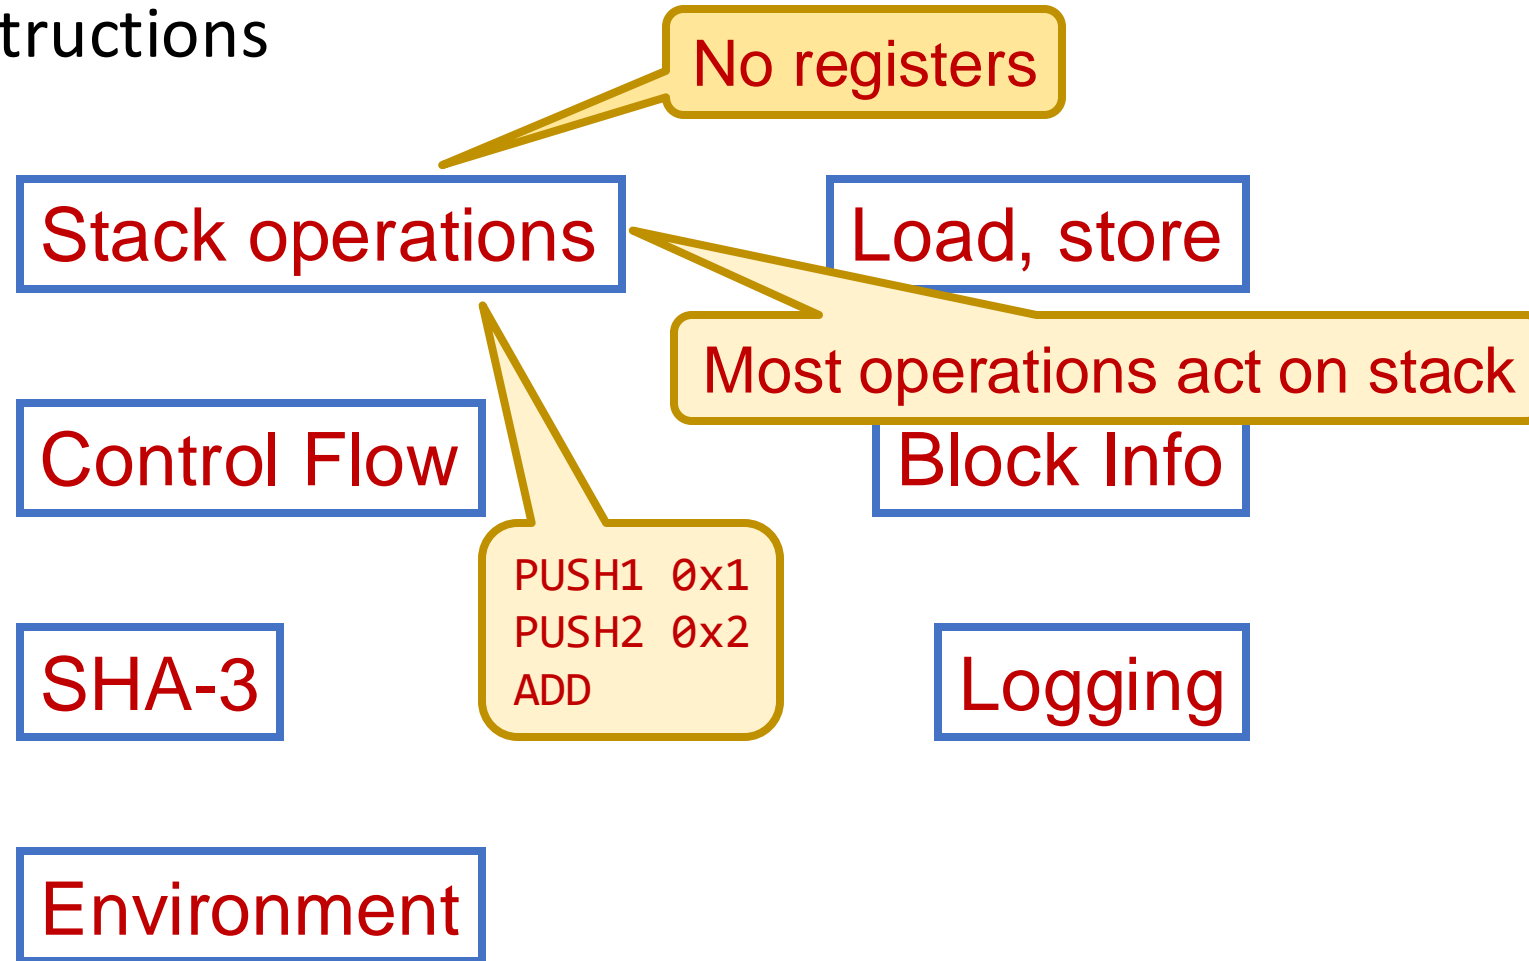 tructions
No registers
Stack operations
Load, store
Most operations act on stack
Control Flow
Block Info
PUSH1 0x1
PUSH2 0x2
ADD
SHA-3
Logging
Environment